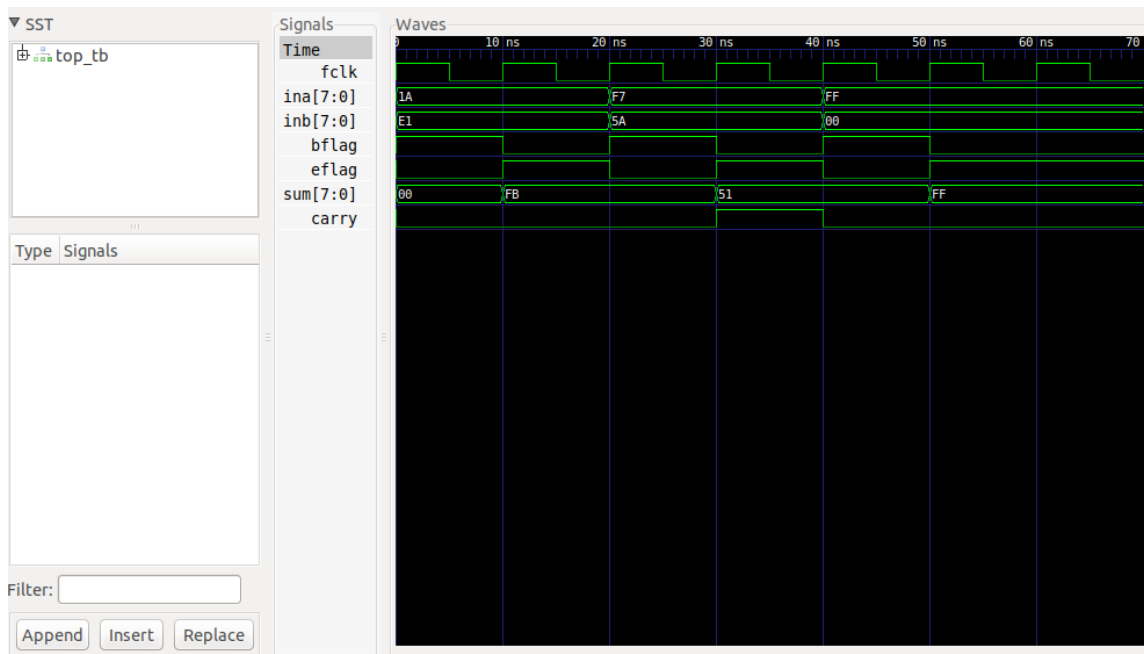 SST
top_tb
Type Signals
Filter:
Append Insert Replace
Signals
Time
fclk
ina[7:0]
inb[7:0]
bflag
eflag
sum[7:0]
carry
Waves
0 10 ns 20 ns 30 ns 40 ns 50 ns 60 ns 70
1A F7 FF
E1 5A 00
00 FB 51 FF